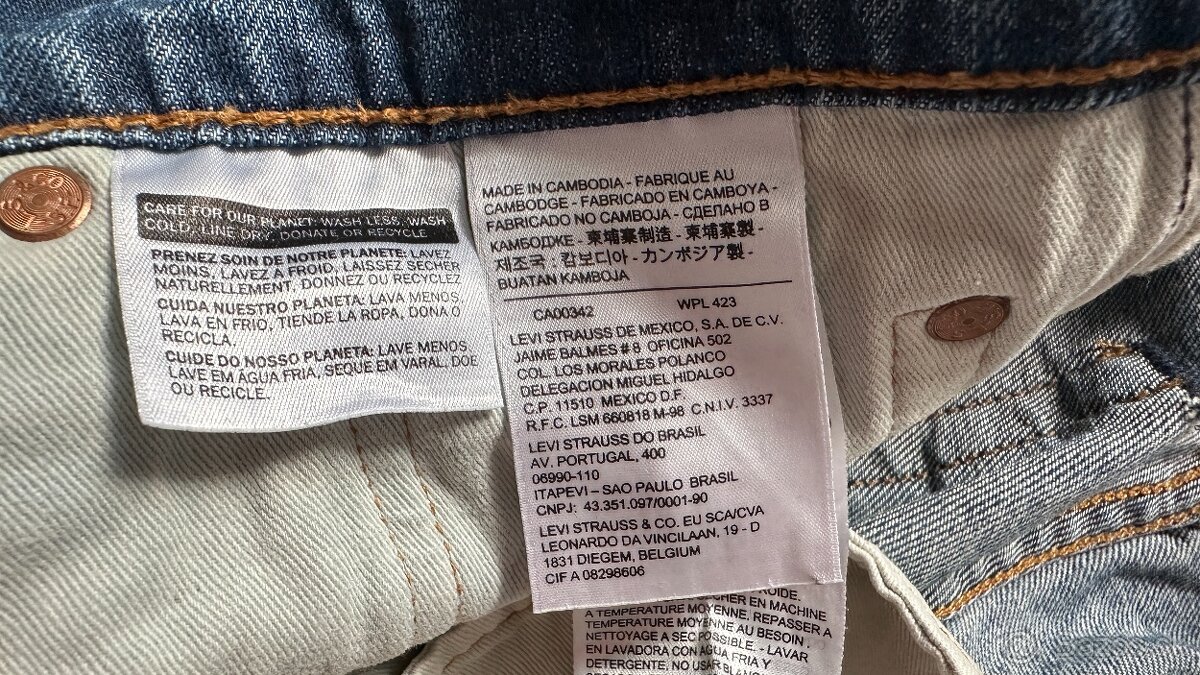 CARE FOR OUR PLANET: WASH LESS, WASH
COLD, LINE DRY, DONATE OR RECYCLE
PRENEZ SOIN DE NOTRE PLANETE: LAVEZ
MOINS, LAVEZ A FROID, LAISSEZ SÉCHER
NATURELLEMENT, DONNEZ OU RECYCLEZ
CUIDA NUESTRO PLANETA: LAVA MENOS,
LAVA EN FRIO, TIENDE LA ROPA, DONA O
RECICLA.
CUIDE DO NOSSO PLANETA: LAVE MENOS
LAVE EM ÁGUA FRIA, SEQUE EM VARAL, DOE
OU RECICLE.
MADE IN CAMBODIA - FABRIQUE AU
CAMBODGE - FABRICADO EN CAMBOYA -
FABRICADO NO CAMBOJA - СДЕЛАНО В
КАМБОДЖЕ - 柬埔寨制造 - 柬埔寨製 -
제조국 : 캄보디아 - カンボジア製 -
BUATAN KAMBOJA
CA00342 WPL 423
LEVI STRAUSS DE MEXICO, S.A. DE C.V.
JAIME BALMES # 8 OFICINA 502
COL. LOS MORALES POLANCO
DELEGACION MIGUEL HIDALGO
C.P. 11510 MEXICO D.F.
R.F.C. LSM 660818 M-98 C.N.I.V. 3337
LEVI STRAUSS DO BRASIL
AV. PORTUGAL, 400
06990-110
ITAPEVI – SAO PAULO BRASIL
CNPJ: 43.351.097/0001-90
LEVI STRAUSS & CO. EU SCA/CVA
LEONARDO DA VINCILAAN, 19 - D
1831 DIEGEM, BELGIUM
CIF A 08298606
CHER EN MACHINE
A TEMPERATURE MOYENNE, REPASSER A
TEMPERATURE MOYENNE AU BESOIN,
NETTOYAGE A SEC POSSIBLE. - LAVAR
EN LAVADORA CON AGUA FRIA Y
DETERGENTE, NO USAR